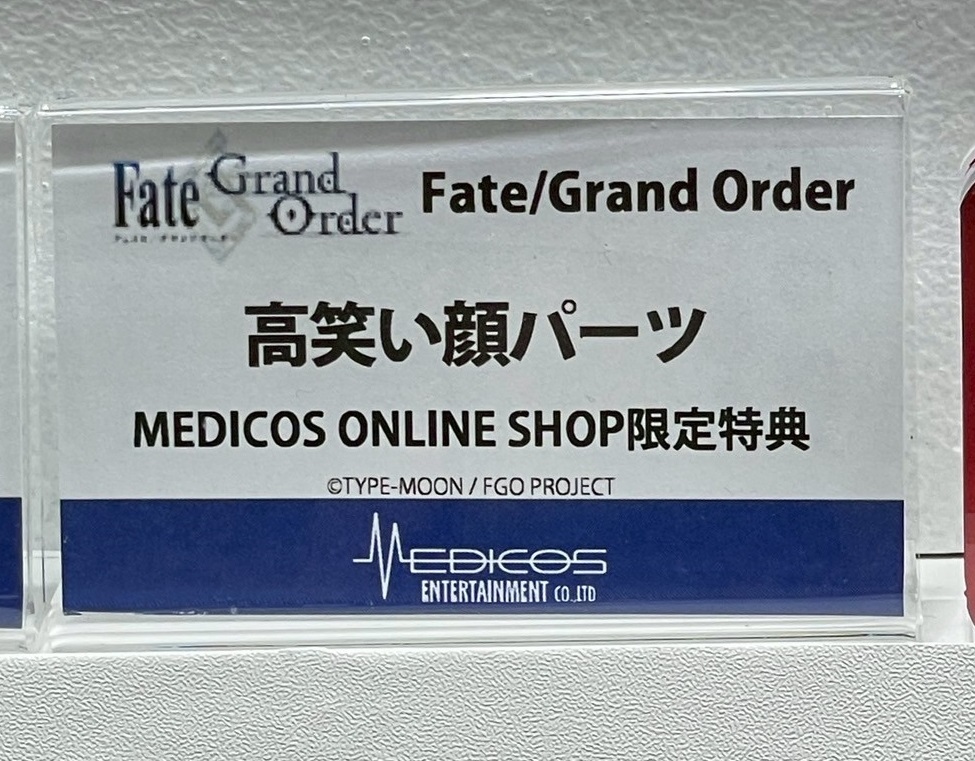 Fate Grand Order
Fate/Grand Order
高笑い顔パーツ
MEDICOS ONLINE SHOP限定特典
©TYPE-MOON / FGO PROJECT
MEDICOS
ENTERTAINMENT CO.,LTD